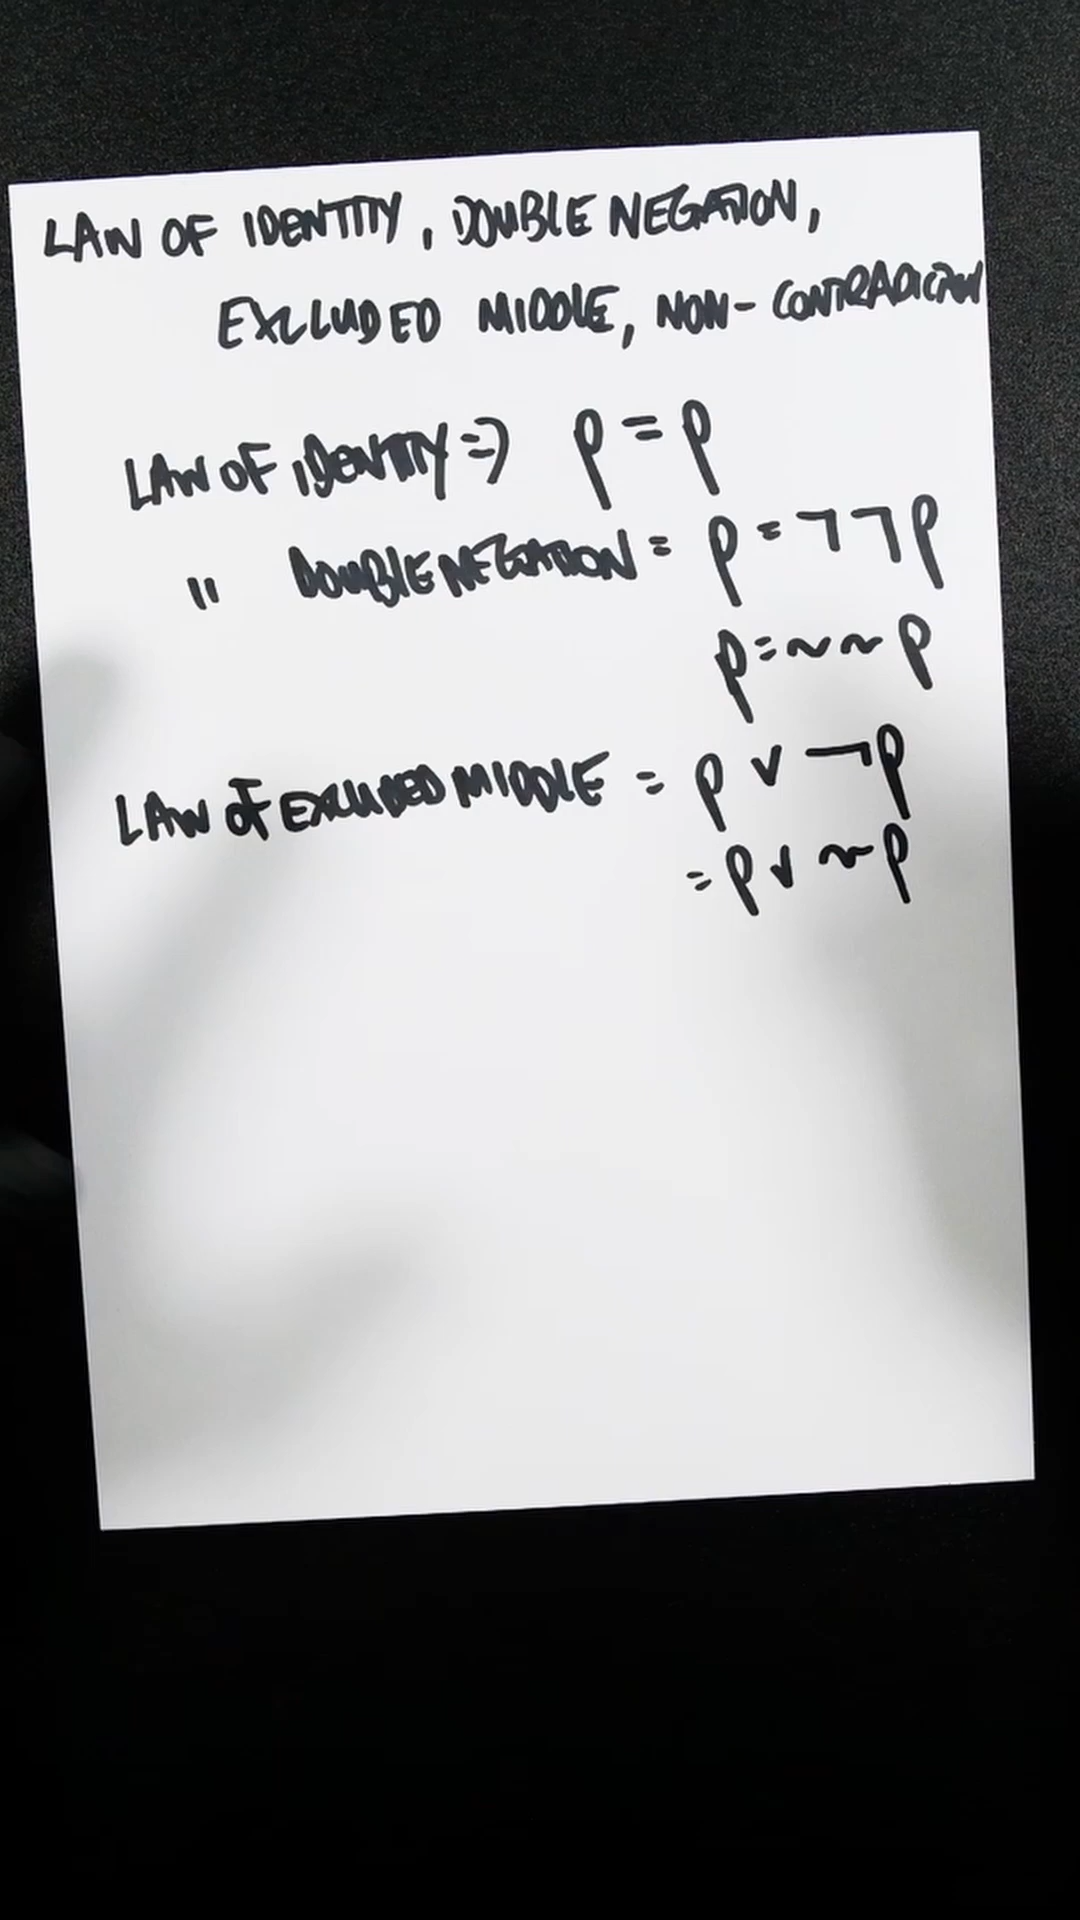 LAW OF IDENTITY, DOUBLE NEGATION,
EXCLUDED MIDDLE, NON-CONTRADICTION
LAW OF IDENTITY => p = p
" DOUBLE NEGATION = p = ¬¬p
p = ~~p
LAW OF EXCLUDED MIDDLE = p ∨ ¬p
= p ∨ ~p